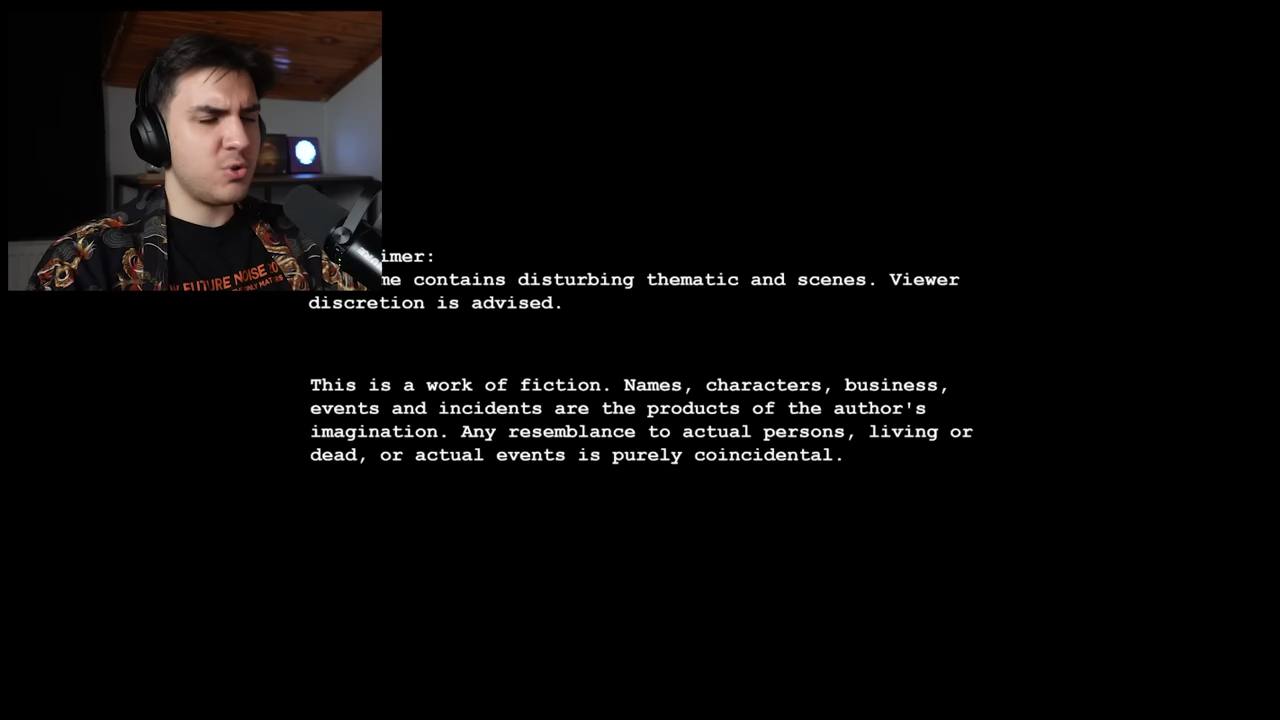 imer:
me contains disturbing thematic and scenes. Viewer
discretion is advised.
This is a work of fiction. Names, characters, business,
events and incidents are the products of the author's
imagination. Any resemblance to actual persons, living or
dead, or actual events is purely coincidental.
FUTURE NOISE
ONLY